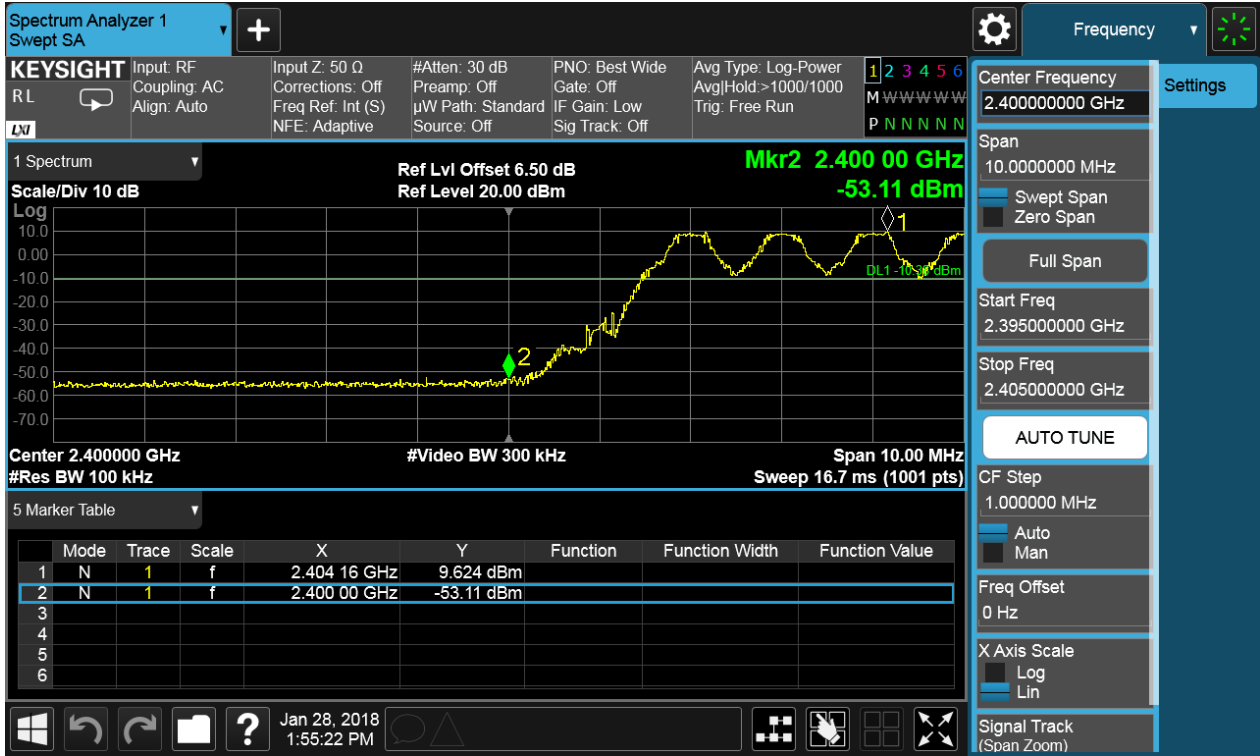 Spectrum Analyzer 1
Swept SA
+
Frequency
KEYSIGHT
RL
LXI
Input: RF
Coupling: AC
Align: Auto
Input Z: 50 Ω
Corrections: Off
Freq Ref: Int (S)
NFE: Adaptive
#Atten: 30 dB
Preamp: Off
µW Path: Standard
Source: Off
PNO: Best Wide
Gate: Off
IF Gain: Low
Sig Track: Off
Avg Type: Log-Power
Avg|Hold:>1000/1000
Trig: Free Run
1 2 3 4 5 6
M W W W W W W
P N N N N N
1 Spectrum
Ref Lvl Offset 6.50 dB
Mkr2 2.400 00 GHz
Scale/Div 10 dB
Ref Level 20.00 dBm
-53.11 dBm
Log
10.0
0.00
-10.0
-20.0
-30.0
-40.0
-50.0
-60.0
-70.0
1
2
DL1 dBm
Center 2.400000 GHz
#Video BW 300 kHz
Span 10.00 MHz
#Res BW 100 kHz
Sweep 16.7 ms (1001 pts)
5 Marker Table
Mode Trace Scale X Y Function Function Width Function Value
1 N 1 f 2.404 16 GHz 9.624 dBm
2 N 1 f 2.400 00 GHz -53.11 dBm
3
4
5
6
?
Jan 28, 2018
1:55:22 PM
Center Frequency
2.400000000 GHz
Span
10.0000000 MHz
Swept Span
Zero Span
Full Span
Start Freq
2.395000000 GHz
Stop Freq
2.405000000 GHz
AUTO TUNE
CF Step
1.000000 MHz
Auto
Man
Freq Offset
0 Hz
X Axis Scale
Log
Lin
Signal Track
(Span Zoom)
Settings